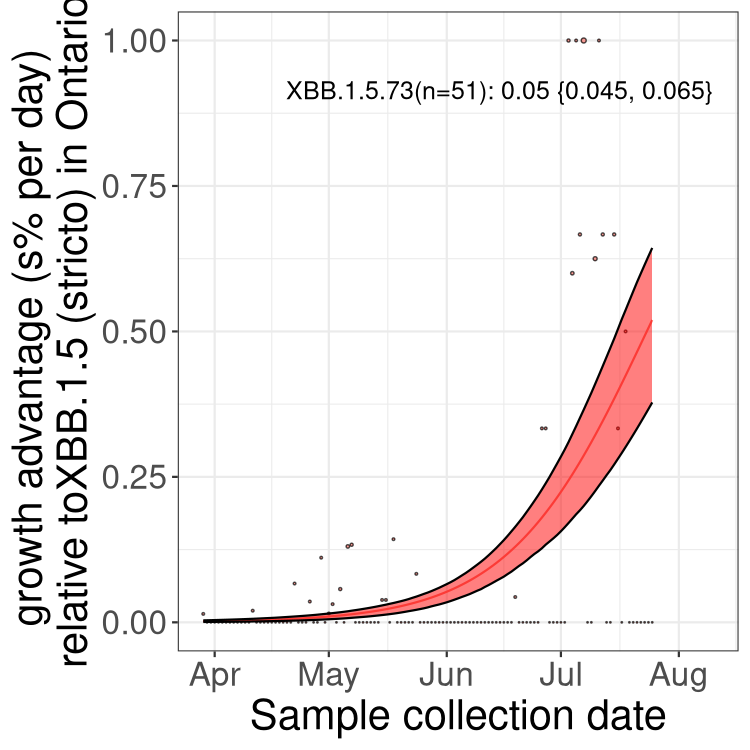 growth advantage (s% per day)
relative toXBB.1.5 (stricto) in Ontario
1.00
0.75
0.50
0.25
0.00
XBB.1.5.73(n=51): 0.05 {0.045, 0.065}
Apr May Jun Jul Aug
Sample collection date